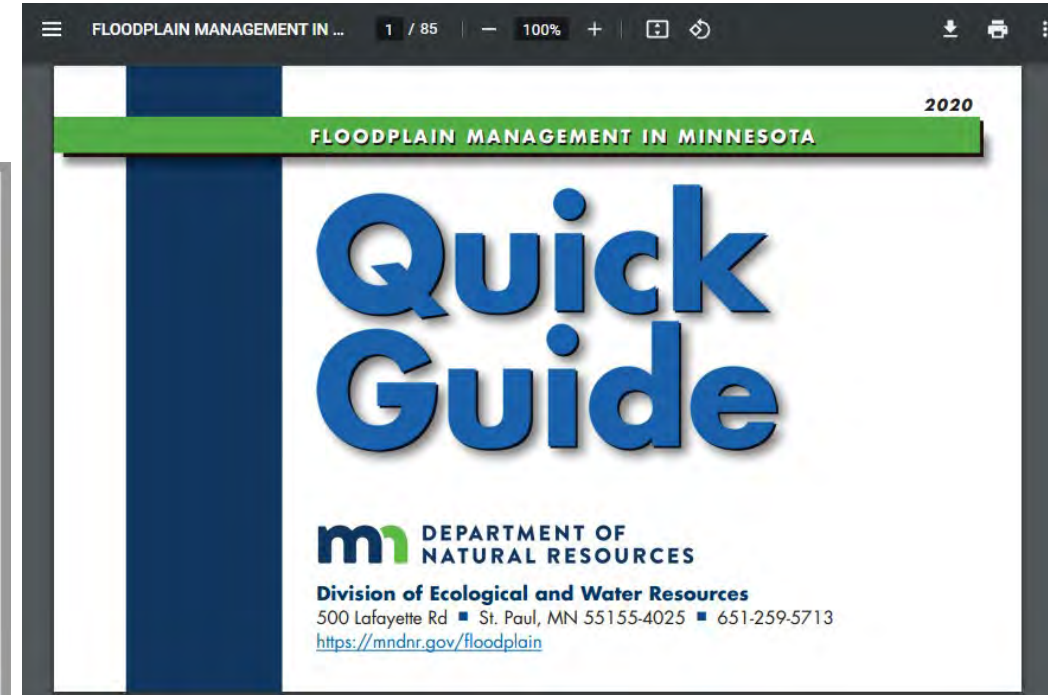 FLOODPLAIN MANAGEMENT IN ... 1 / 85 100%
2020
FLOODPLAIN MANAGEMENT IN MINNESOTA
Quick
Guide
mn DEPARTMENT OF
NATURAL RESOURCES
Division of Ecological and Water Resources
500 Lafayette Rd ■ St. Paul, MN 55155-4025 ■ 651-259-5713
https://mndnr.gov/floodplain